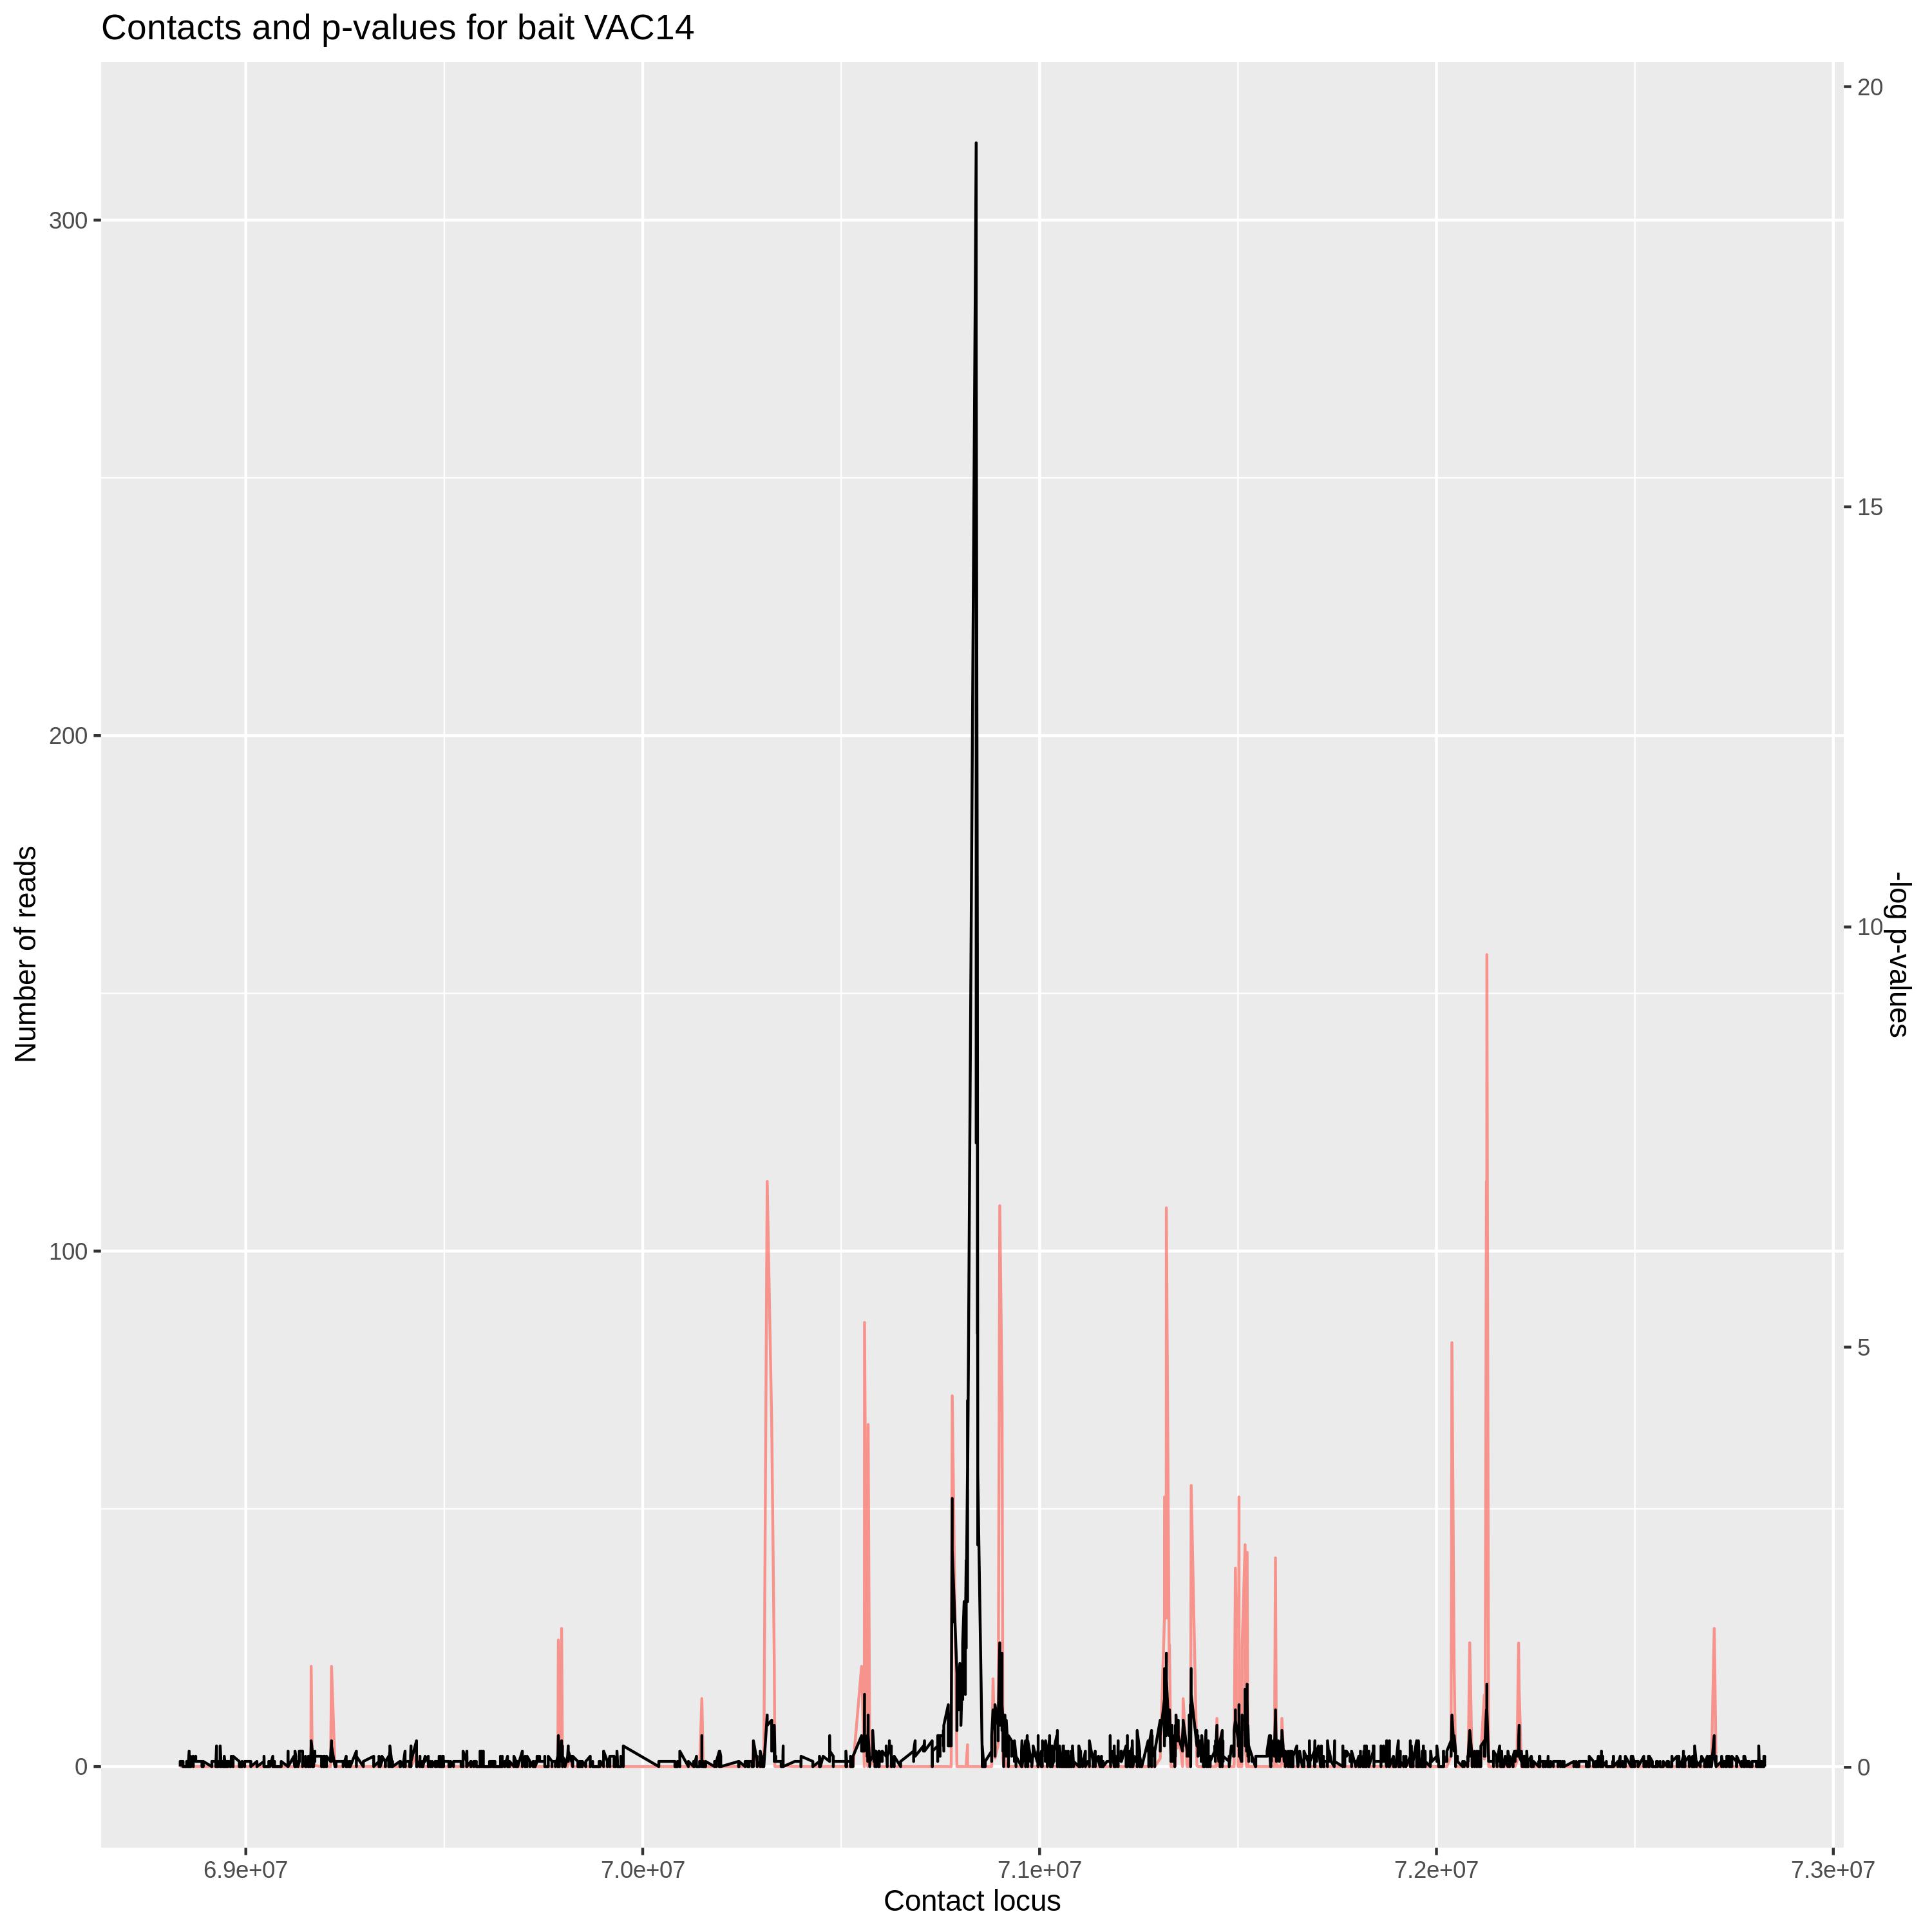 Contacts and p-values for bait VAC14
Number of reads
300
200
100
0
20
15
10
5
0
-log p-values
6.9e+07
7.0e+07
7.1e+07
7.2e+07
7.3e+07
Contact locus